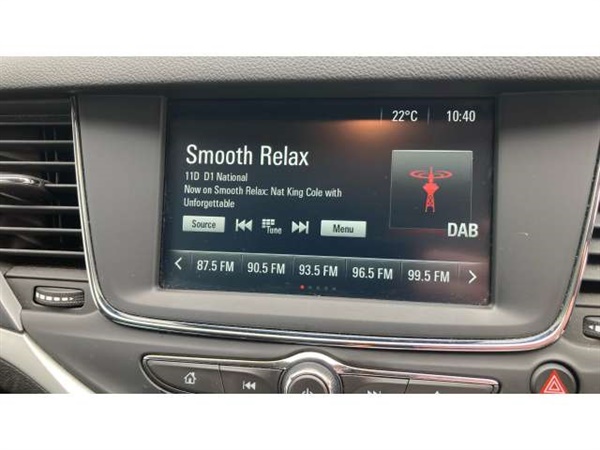 22°C 10:40
Smooth Relax
11D D1 National
Now on Smooth Relax: Nat King Cole with
Unforgettable
DAB
Source Tune Menu
87.5 FM 90.5 FM 93.5 FM 96.5 FM 99.5 FM